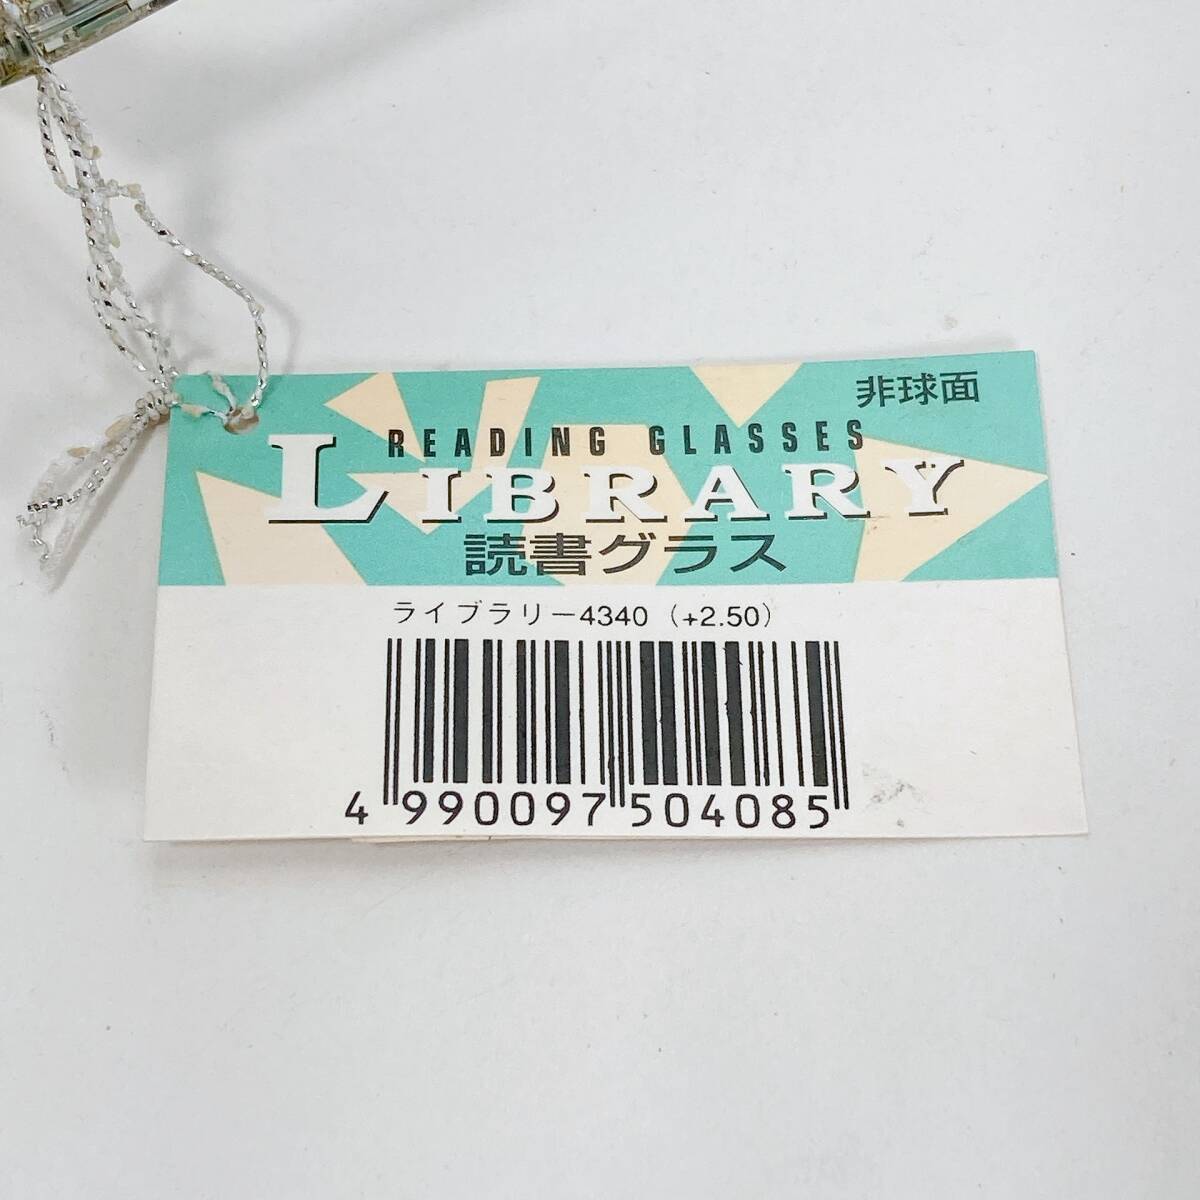 非球面
READING GLASSES
LIBRARY
読書グラス
ライブラリー4340（+2.50）
4 990097 504085